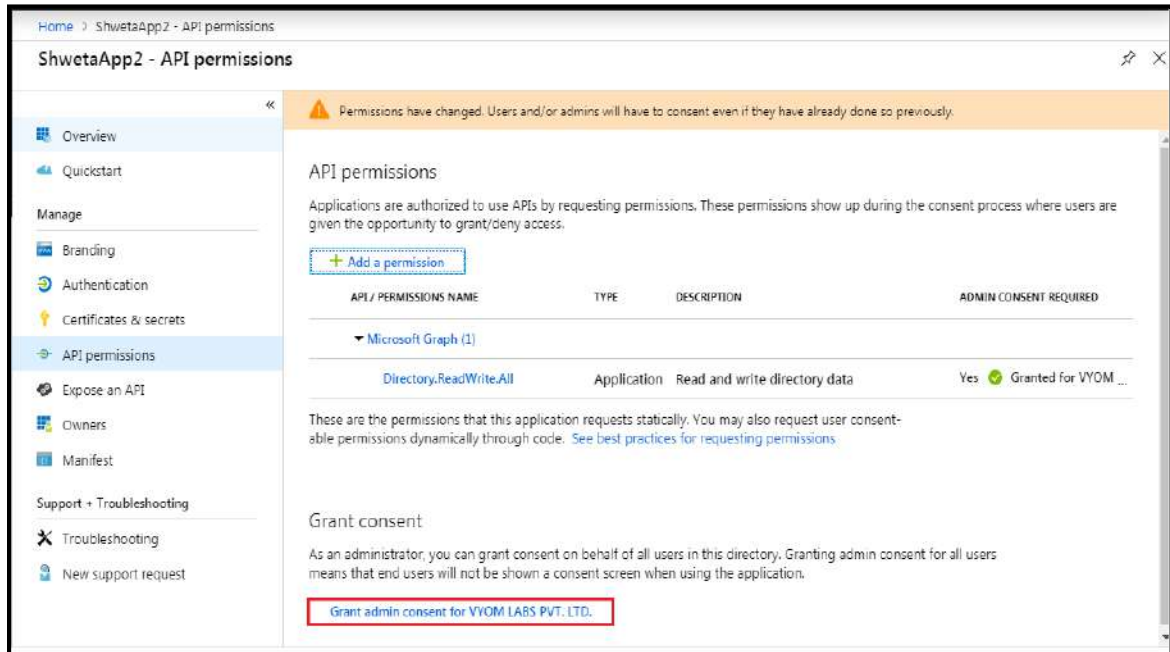 Home > ShwetaApp2 - API permissions
ShwetaApp2 - API permissions
«
Overview
Quickstart
Manage
Branding
Authentication
Certificates & secrets
API permissions
Expose an API
Owners
Manifest
Support + Troubleshooting
Troubleshooting
New support request
Permissions have changed. Users and/or admins will have to consent even if they have already done so previously.
API permissions
Applications are authorized to use APIs by requesting permissions. These permissions show up during the consent process where users are
given the opportunity to grant/deny access.
+ Add a permission
API / PERMISSIONS NAME TYPE DESCRIPTION ADMIN CONSENT REQUIRED
Microsoft Graph (1)
Directory.ReadWrite.All Application Read and write directory data Yes Granted for VYOM ...
These are the permissions that this application requests statically. You may also request user consent-
able permissions dynamically through code. See best practices for requesting permissions
Grant consent
As an administrator, you can grant consent on behalf of all users in this directory. Granting admin consent for all users
means that end users will not be shown a consent screen when using the application.
Grant admin consent for VYOM LABS PVT. LTD.